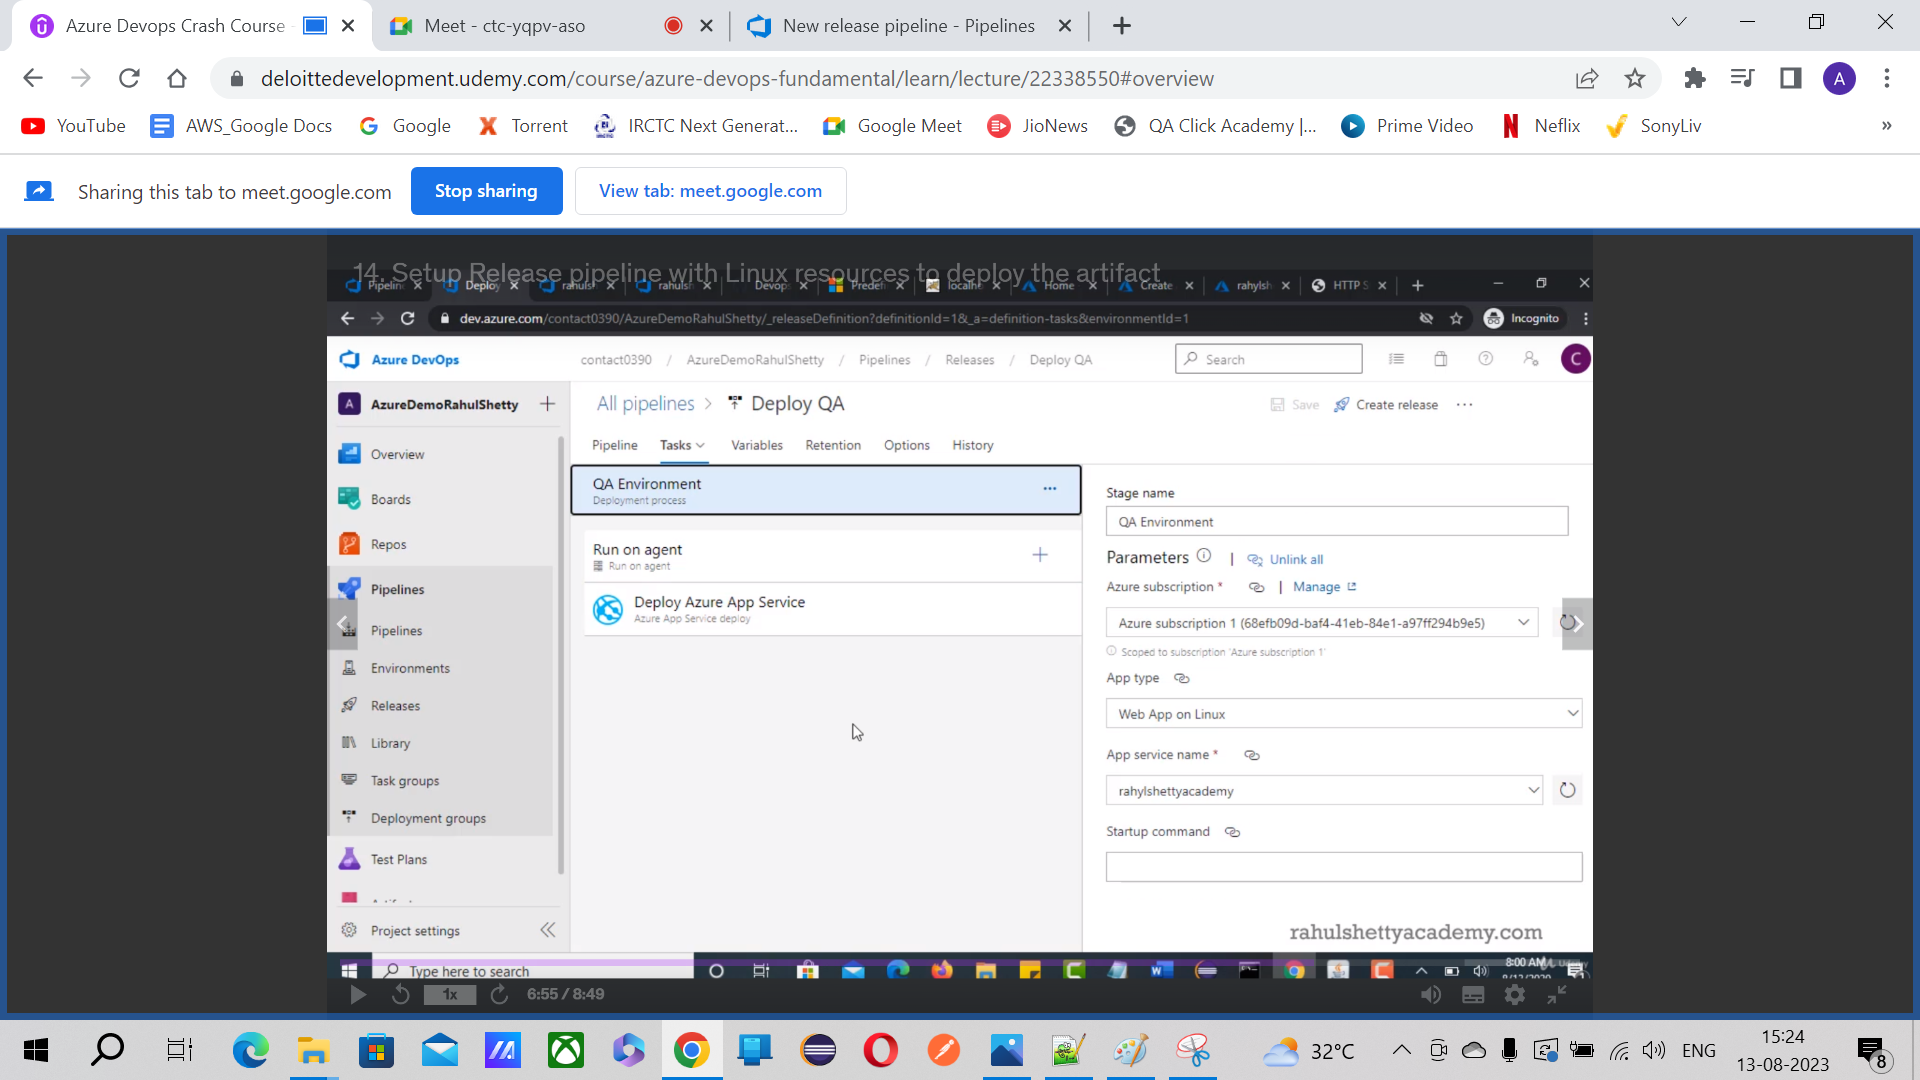 Azure Devops Crash Course
Meet - ctc-yqpv-aso
New release pipeline - Pipelines
deloittedevelopment.udemy.com/course/azure-devops-fundamental/learn/lecture/22338550#overview
A
YouTube
AWS_Google Docs
Google
Torrent
IRCTC Next Generat...
Google Meet
JioNews
QA Click Academy |...
Prime Video
Neflix
SonyLiv
»
Sharing this tab to meet.google.com
Stop sharing
View tab: meet.google.com
14. Setup Release pipeline with Linux resources to deploy the artifact
Pipelin
Deploy
rahuls
rahuls
Devop
Predef
localh
Home
Create
rahylsh
HTTP S
dev.azure.com/contact0390/AzureDemoRahulShetty/_releaseDefinition?definitionId=1&_a=definition-tasks&environmentId=1
Incognito
Azure DevOps
contact0390 / AzureDemoRahulShetty / Pipelines / Releases / Deploy QA
Search
C
A
AzureDemoRahulShetty
All pipelines > Deploy QA
Save
Create release
Pipeline
Tasks
Variables
Retention
Options
History
Overview
Boards
Repos
Pipelines
Pipelines
Environments
Releases
Library
Task groups
Deployment groups
Test Plans
Project settings
QA Environment
Deployment process
Run on agent
Run on agent
Deploy Azure App Service
Azure App Service deploy
Stage name
QA Environment
Parameters | Unlink all
Azure subscription * | Manage
Azure subscription 1 (68efb09d-baf4-41eb-84e1-a97ff294b9e5)
Scoped to subscription 'Azure subscription 1'
App type
Web App on Linux
App service name *
rahylshettyacademy
Startup command
rahulshettyacademy.com
Type here to search
8:00 AM
1x
6:55 / 8:49
32°C
ENG
15:24
13-08-2023
8